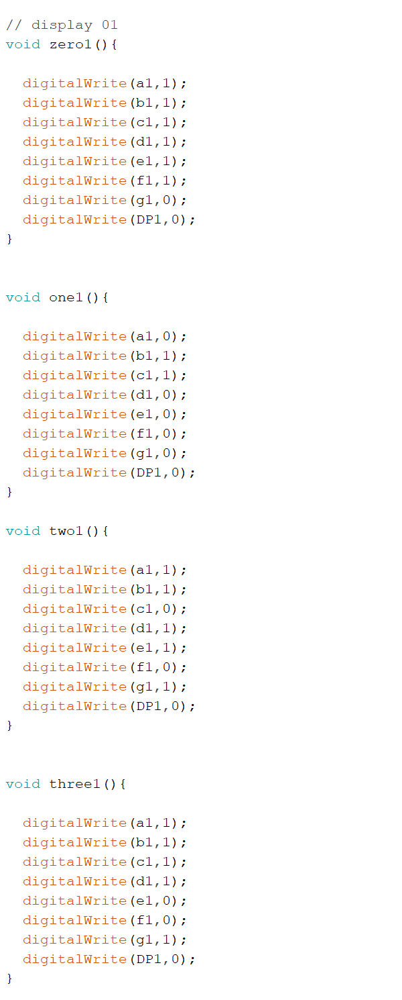 // display 01
void zero1(){
digitalWrite(a1,1);
digitalWrite(b1,1);
digitalWrite(c1,1);
digitalWrite(d1,1);
digitalWrite(e1,1);
digitalWrite(f1,1);
digitalWrite(g1,0);
digitalWrite(DP1,0);
}
void one1(){
digitalWrite(a1,0);
digitalWrite(b1,1);
digitalWrite(c1,1);
digitalWrite(d1,0);
digitalWrite(e1,0);
digitalWrite(f1,0);
digitalWrite(g1,0);
digitalWrite(DP1,0);
}
void two1(){
digitalWrite(a1,1);
digitalWrite(b1,1);
digitalWrite(c1,0);
digitalWrite(d1,1);
digitalWrite(e1,1);
digitalWrite(f1,0);
digitalWrite(g1,1);
digitalWrite(DP1,0);
}
void three1(){
digitalWrite(a1,1);
digitalWrite(b1,1);
digitalWrite(c1,1);
digitalWrite(d1,1);
digitalWrite(e1,0);
digitalWrite(f1,0);
digitalWrite(g1,1);
digitalWrite(DP1,0);
}